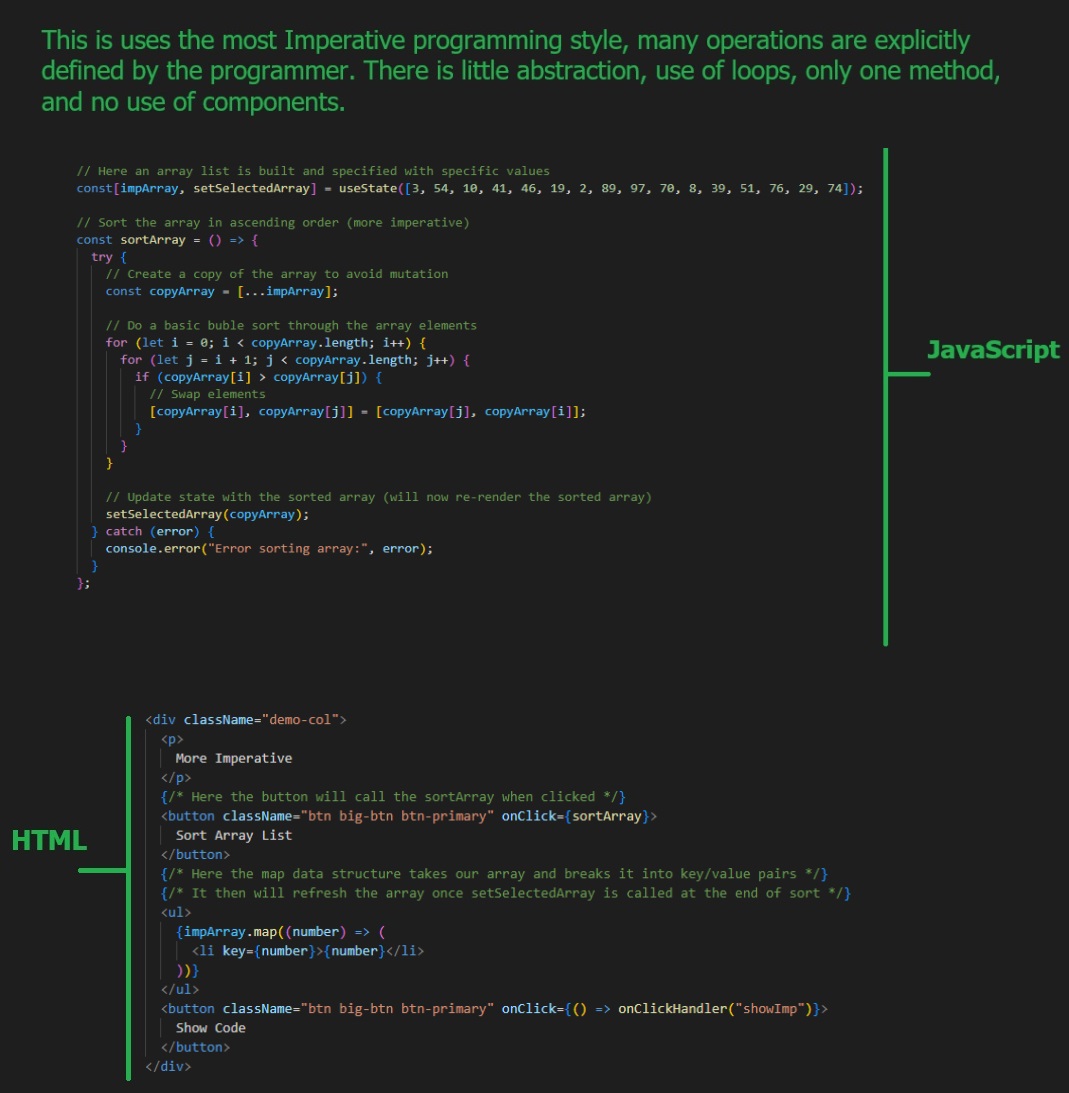 This is uses the most Imperative programming style, many operations are explicitly
defined by the programmer. There is little abstraction, use of loops, only one method,
and no use of components.
// Here an array list is built and specified with specific values
const[impArray, setSelectedArray] = useState([3, 54, 10, 41, 46, 19, 2, 89, 97, 70, 8, 39, 51, 76, 29, 74]);
// Sort the array in ascending order (more imperative)
const sortArray = () => {
try {
// Create a copy of the array to avoid mutation
const copyArray = [...impArray];
// Do a basic buble sort through the array elements
for (let i = 0; i < copyArray.length; i++) {
for (let j = i + 1; j < copyArray.length; j++) {
if (copyArray[i] > copyArray[j]) {
// Swap elements
[copyArray[i], copyArray[j]] = [copyArray[j], copyArray[i]];
}
}
}
// Update state with the sorted array (will now re-render the sorted array)
setSelectedArray(copyArray);
} catch (error) {
console.error("Error sorting array:", error);
}
};
JavaScript
HTML
<div className="demo-col">
<p>
More Imperative
</p>
{/* Here the button will call the sortArray when clicked */}
<button className="btn big-btn btn-primary" onClick={sortArray}>
Sort Array List
</button>
{/* Here the map data structure takes our array and breaks it into key/value pairs */}
{/* It then will refresh the array once setSelectedArray is called at the end of sort */}
<ul>
{impArray.map((number) => (
<li key={number}>{number}</li>
))}
</ul>
<button className="btn big-btn btn-primary" onClick={() => onClickHandler("showImp")}>
Show Code
</button>
</div>